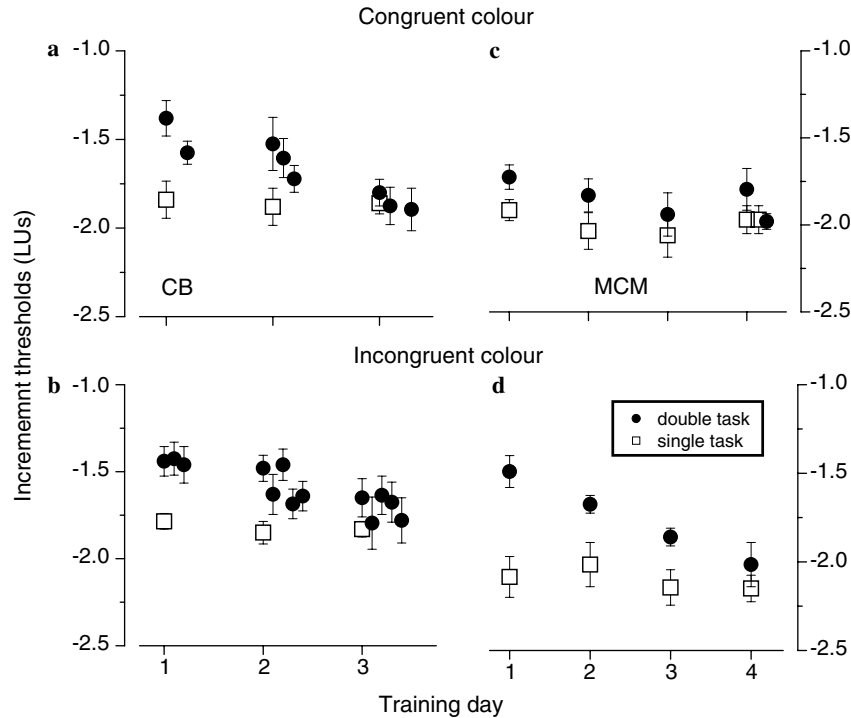 Congruent colour
a
c
-1.0
-1.5
-2.0
-2.5
CB
MCM
-1.0
-1.5
-2.0
-2.5
Incrememnt thresholds (LUs)
Incongruent colour
b
d
-1.0
-1.5
-2.0
-2.5
double task
single task
-1.0
-1.5
-2.0
-2.5
1 2 3
1 2 3 4
Training day